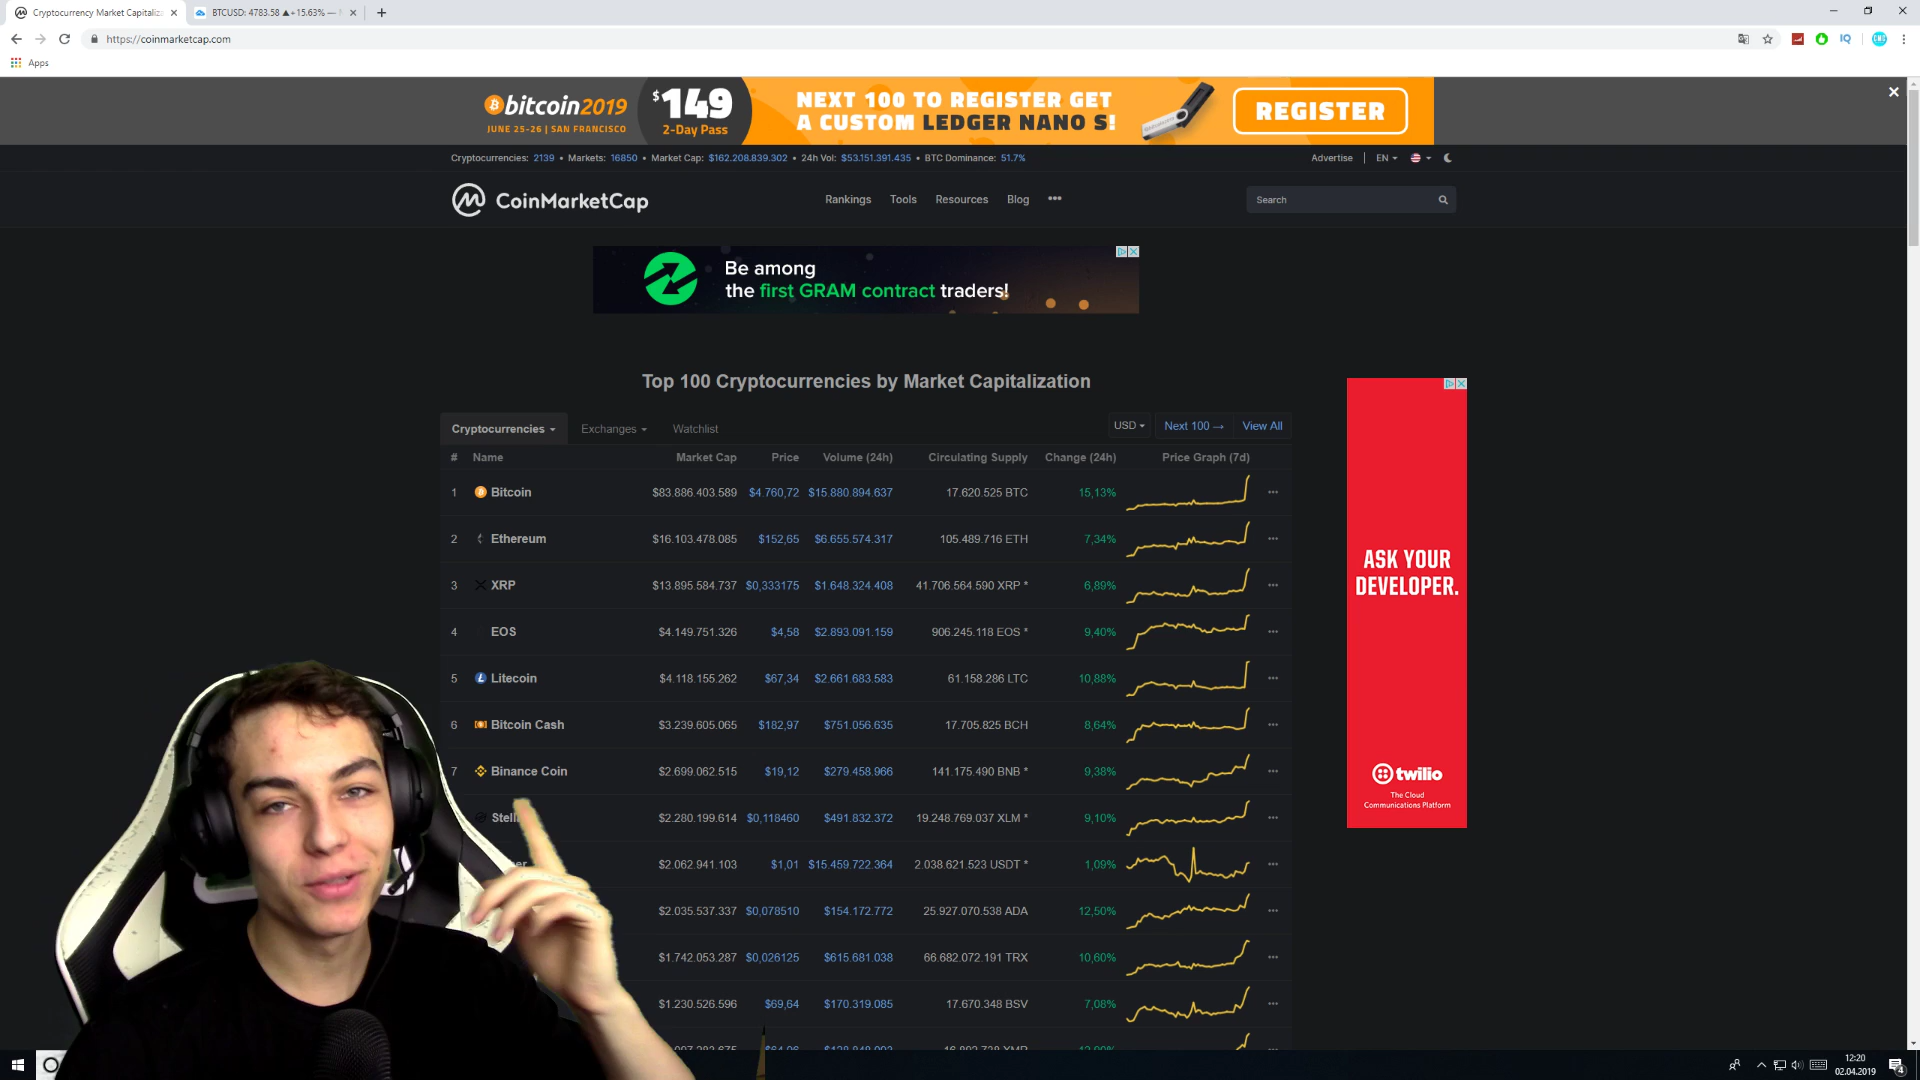 Cryptocurrency Market Capitaliza
BTCUSD: 4783.58 ▲+15.63% —
https://coinmarketcap.com
IQ
Apps
bitcoin2019
JUNE 25-26 | SAN FRANCISCO
$149
2-Day Pass
NEXT 100 TO REGISTER GET
A CUSTOM LEDGER NANO S!
REGISTER
Cryptocurrencies: 2139 • Markets: 16850 • Market Cap: $162.208.839.302 • 24h Vol: $53.151.391.435 • BTC Dominance: 51.7%
Advertise | EN
CoinMarketCap
Rankings Tools Resources Blog •••
Search
Be among
the first GRAM contract traders!
Top 100 Cryptocurrencies by Market Capitalization
Cryptocurrencies Exchanges Watchlist USD Next 100 → View All
# Name Market Cap Price Volume (24h) Circulating Supply Change (24h) Price Graph (7d)
1 Bitcoin $83.886.403.589 $4.760,72 $15.880.894.637 17.620.525 BTC 15,13%
2 Ethereum $16.103.478.085 $152,65 $6.655.574.317 105.489.716 ETH 7,34%
3 XRP $13.895.584.737 $0,333175 $1.648.324.408 41.706.564.590 XRP * 6,89%
4 EOS $4.149.751.326 $4,58 $2.893.091.159 906.245.118 EOS * 9,40%
5 Litecoin $4.118.155.262 $67,34 $2.661.683.583 61.158.286 LTC 10,88%
6 Bitcoin Cash $3.239.605.065 $182,97 $751.056.635 17.705.825 BCH 8,64%
7 Binance Coin $2.699.062.515 $19,12 $279.458.966 141.175.490 BNB * 9,38%
Stell $2.280.199.614 $0,118460 $491.832.372 19.248.769.037 XLM * 9,10%
$2.062.941.103 $1,01 $15.459.722.364 2.038.621.523 USDT * 1,09%
$2.035.537.337 $0,078510 $154.172.772 25.927.070.538 ADA 12,50%
$1.742.053.287 $0,026125 $615.681.038 66.682.072.191 TRX 10,60%
$1.230.526.596 $69,64 $170.319.085 17.670.348 BSV 7,08%
ASK YOUR
DEVELOPER.
twilio
The Cloud
Communications Platform
12:20
02.04.2019
4